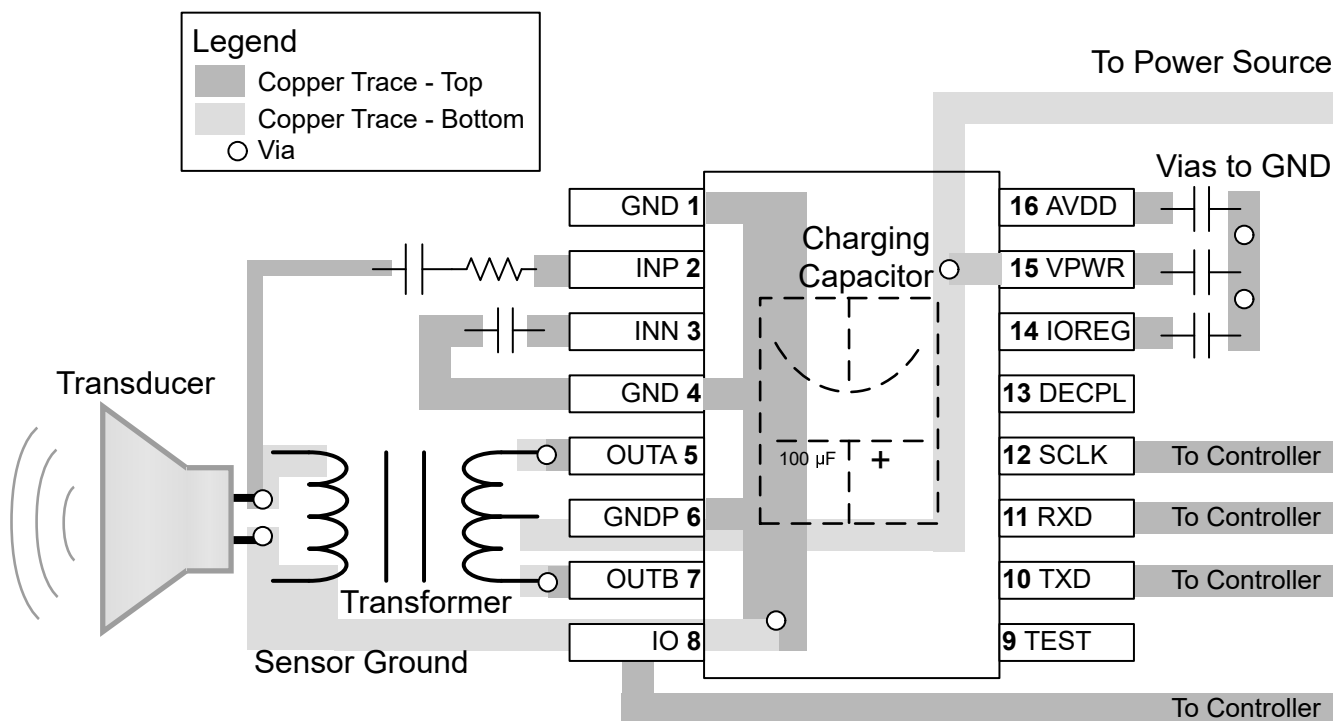 Legend
Copper Trace - Top
Copper Trace - Bottom
Via
To Power Source
Vias to GND
GND 1
INP 2
INN 3
GND 4
OUTA 5
GNDP 6
OUTB 7
IO 8
Charging
Capacitor
100 µF
+
16 AVDD
15 VPWR
14 IOREG
13 DECPL
12 SCLK
To Controller
11 RXD
To Controller
10 TXD
To Controller
9 TEST
To Controller
Transducer
Transformer
Sensor Ground